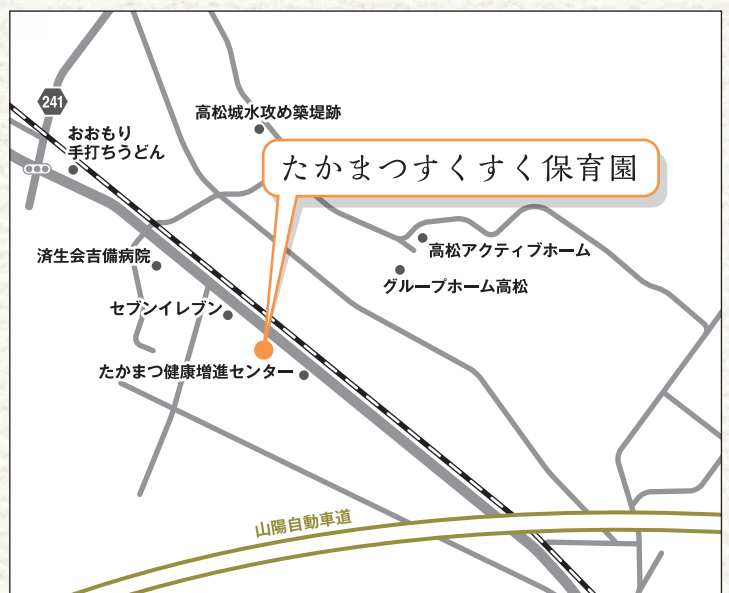 241
高松城水攻め築堤跡
おおもり
手打ちうどん
たかまつすくすく保育園
済生会吉備病院
高松アクティブホーム
グループホーム高松
セブンイレブン
たかまつ健康増進センター
山陽自動車道